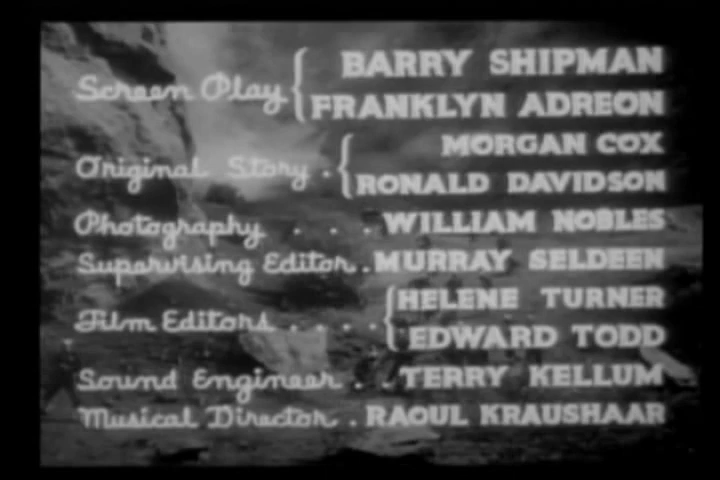 Screen Play { BARRY SHIPMAN
FRANKLYN ADREON
Original Story . { MORGAN COX
RONALD DAVIDSON
Photography . . . WILLIAM NOBLES
Supervising Editor . . MURRAY SELDEEN
Film Editors . . . . { HELENE TURNER
EDWARD TODD
Sound Engineer . . TERRY KELLUM
Musical Director . . RAOUL KRAUSHAAR